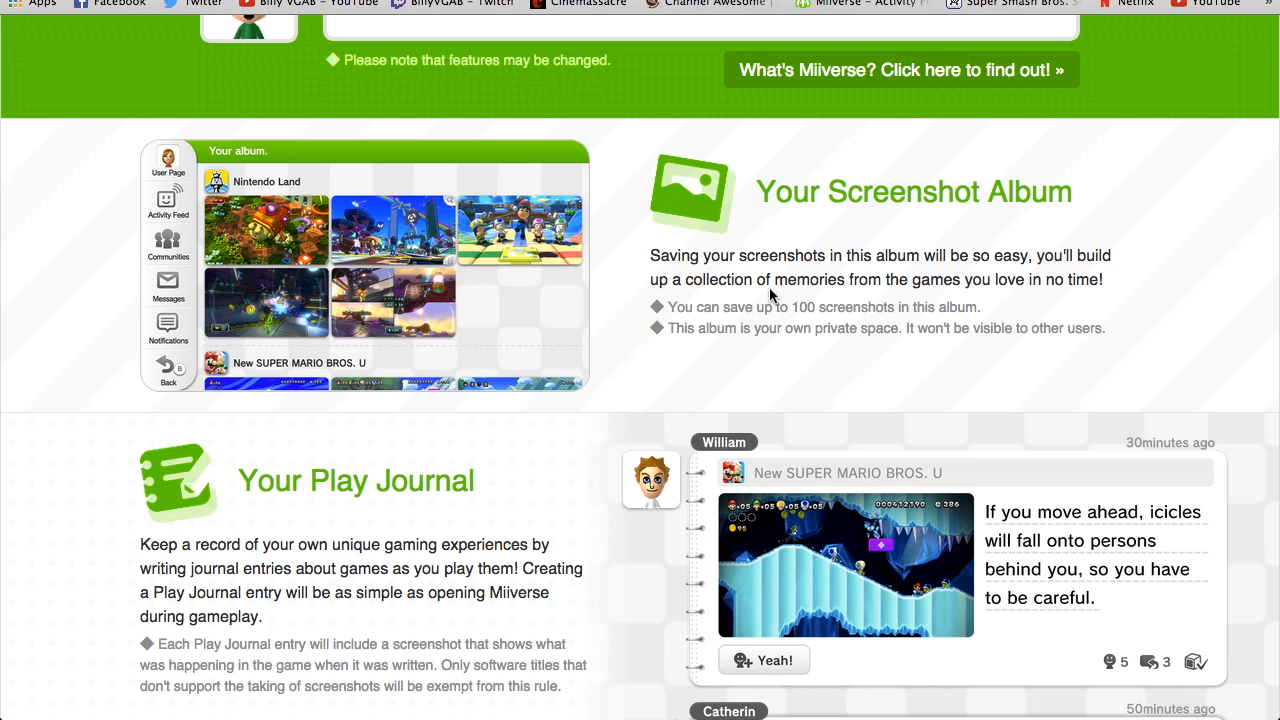 Apps
Facebook
Twitter
Billy VGAB - YouTube
BillyVGAB - Twitch
Cinemassacre
Channel Awesome
Miiverse - Activity F
Super Smash Bros. S
Netflix
YouTube
»
Please note that features may be changed.
What's Miiverse? Click here to find out! »
Your album.
User Page
Activity Feed
Communities
Messages
Notifications
Back
B
Nintendo Land
New SUPER MARIO BROS. U
Your Screenshot Album
Saving your screenshots in this album will be so easy, you'll build
up a collection of memories from the games you love in no time!
You can save up to 100 screenshots in this album.
This album is your own private space. It won't be visible to other users.
Your Play Journal
Keep a record of your own unique gaming experiences by
writing journal entries about games as you play them! Creating
a Play Journal entry will be as simple as opening Miiverse
during gameplay.
Each Play Journal entry will include a screenshot that shows what
was happening in the game when it was written. Only software titles that
don't support the taking of screenshots will be exempt from this rule.
William
30minutes ago
New SUPER MARIO BROS. U
If you move ahead, icicles
will fall onto persons
behind you, so you have
to be careful.
Yeah!
5
3
Catherin
50minutes ago